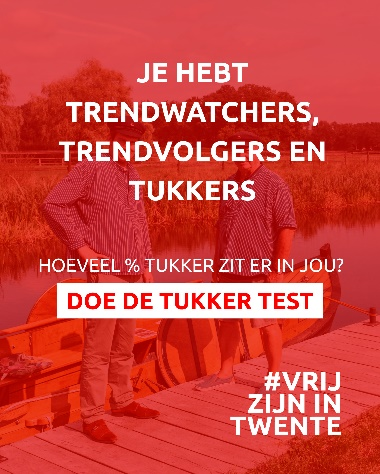 JE HEBT
TRENDWATCHERS,
TRENDVOLGERS EN
TUKKERS
HOEVEEL % TUKKER ZIT ER IN JOU?
DOE DE TUKKER TEST
#VRIJ
ZIJN IN
TWENTE